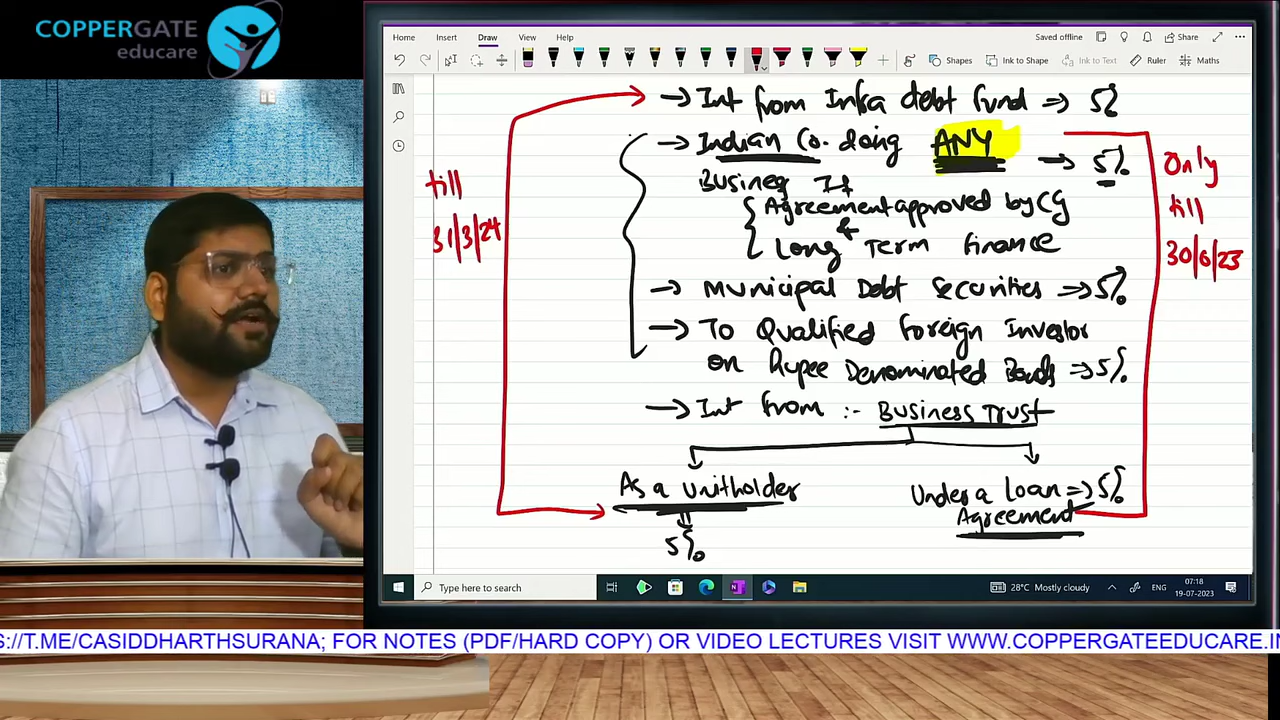 COPPERGATE
educare
Home Insert Draw View Help
Saved offline
Share
Shapes
Ink to Shape
Ink to Text
Ruler
Maths
→ Int from Infra debt fund ⇒ 5%
→ Indian Co. doing ANY → 5%
Business If
Agreement approved by CG
&
Long Term finance
→ Municipal Debt Securities ⇒ 5%
→ To Qualified Foreign Investor
on Rupee Denominated Bonds ⇒ 5%
→ Int from :- Business Trust
As a unitholder
5%
Under a loan ⇒ 5%
Agreement
till
31/3/24
Only
till
30/6/23
Type here to search
28°C Mostly cloudy
ENG
07:18
19-07-2023
S://T.ME/CASIDDHARTHSURANA; FOR NOTES (PDF/HARD COPY) OR VIDEO LECTURES VISIT WWW.COPPERGATEEDUCARE.IN